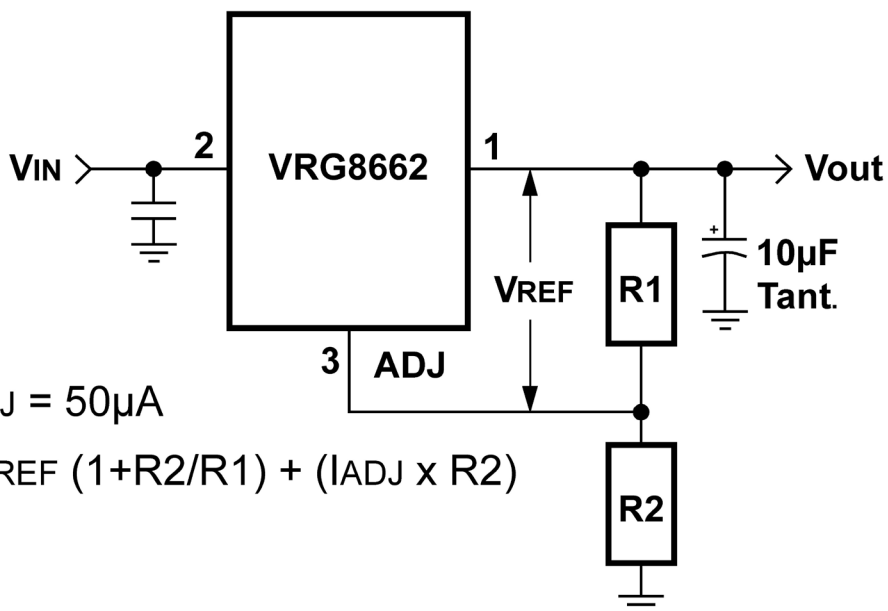 VIN
2
VRG8662
1
Vout
+
10µF
Tant.
VREF
R1
3
ADJ
J = 50µA
REF (1+R2/R1) + (IADJ x R2)
R2